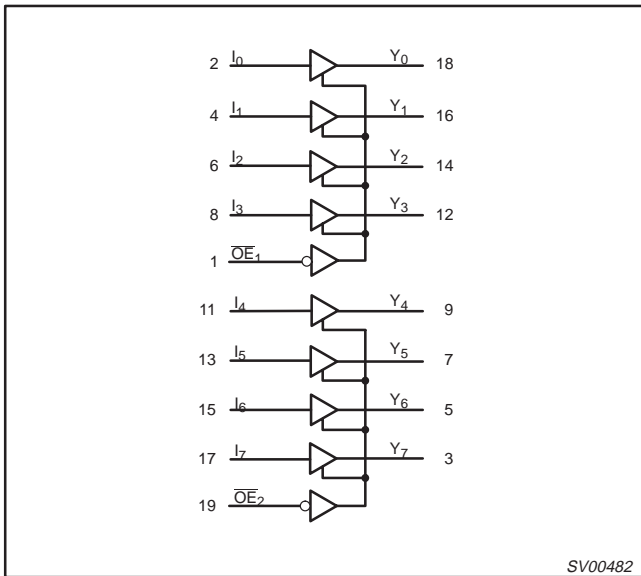 2 I0 Y0 18
4 I1 Y1 16
6 I2 Y2 14
8 I3 Y3 12
1 OE1
11 I4 Y4 9
13 I5 Y5 7
15 I6 Y6 5
17 I7 Y7 3
19 OE2
SV00482